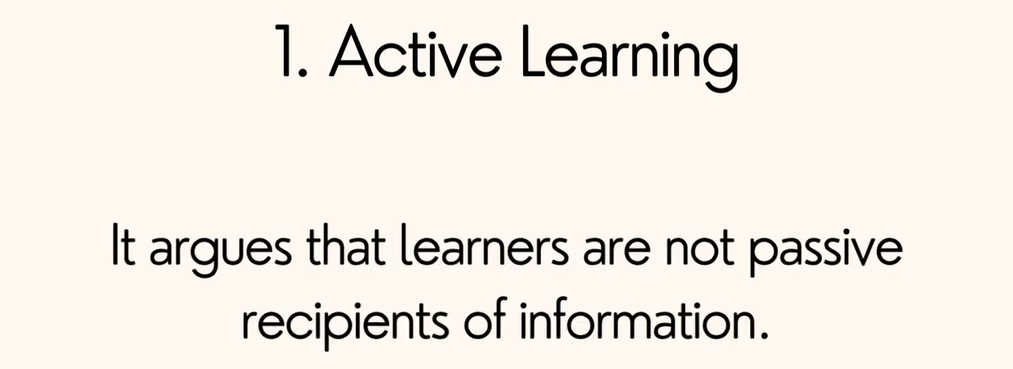 1. Active Learning
It argues that learners are not passive
recipients of information.